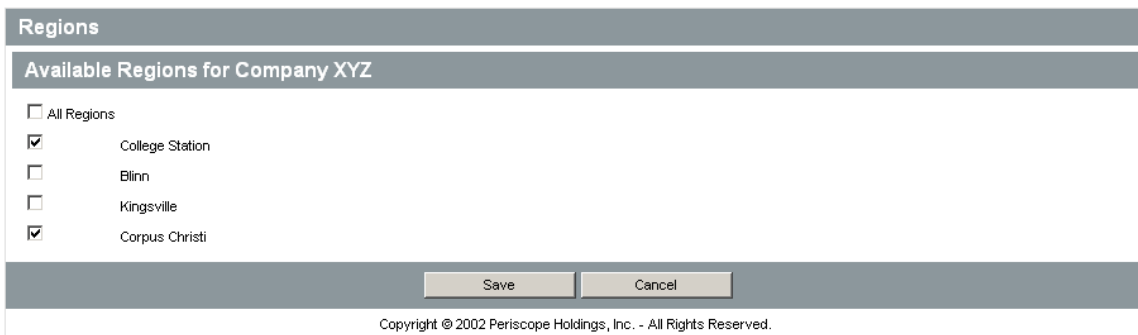 Regions
Available Regions for Company XYZ
All Regions
College Station
Blinn
Kingsville
Corpus Christi
Save Cancel
Copyright © 2002 Periscope Holdings, Inc. - All Rights Reserved.